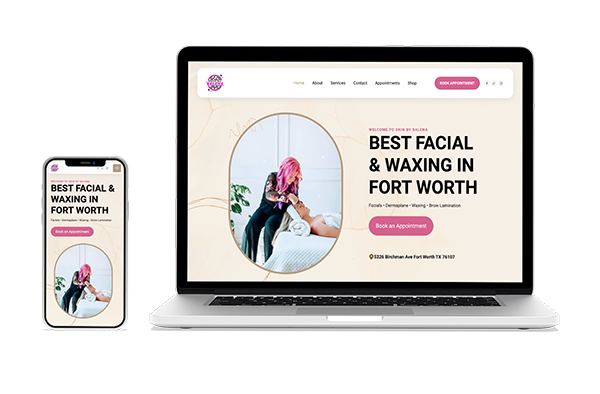 WELCOME TO SKIN BY SALENA
BEST FACIAL &
WAXING IN
FORT WORTH
Facials • Dermaplane • Waxing • Brow Lamination
Book an Appointment
SALENA
Home About Services Contact Appointments Shop BOOK APPOINTMENT
WELCOME TO SKIN BY SALENA
BEST FACIAL
& WAXING IN
FORT WORTH
Facials • Dermaplane • Waxing • Brow Lamination
Book an Appointment
5326 Birchman Ave Fort Worth TX 76107